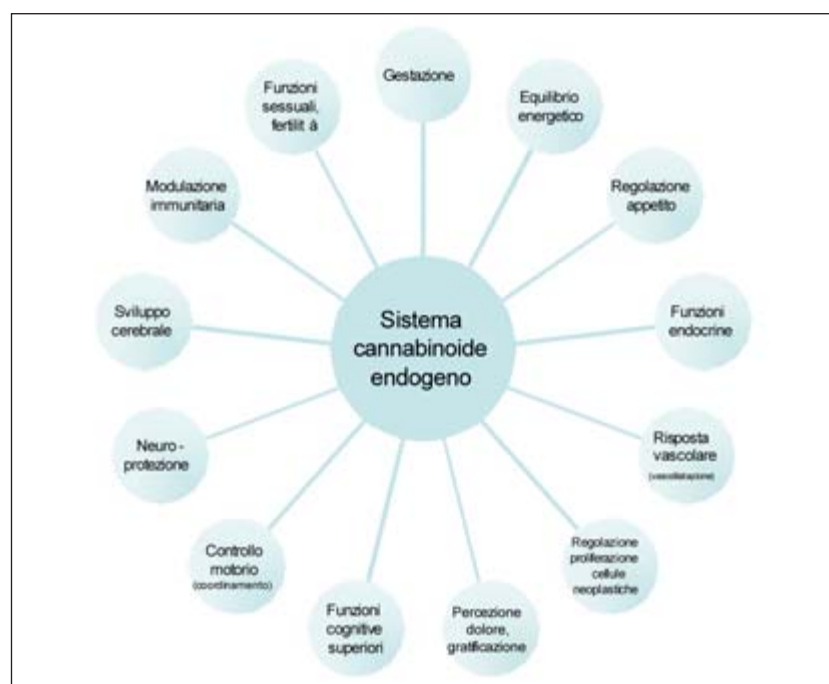 Gestazione
Equilibrio
energetico
Regolazione
appetito
Funzioni
endocrine
Risposta
vascolare
(vasodilatazione)
Regolazione
proliferazione
cellule
neoplastiche
Percezione
dolore,
gratificazione
Funzioni
cognitive
superiori
Controllo
motorio
(coordinamento)
Neuro -
protezione
Sviluppo
cerebrale
Modulazione
immunitaria
Funzioni
sessuali,
fertilit à
Sistema
cannabinoide
endogeno